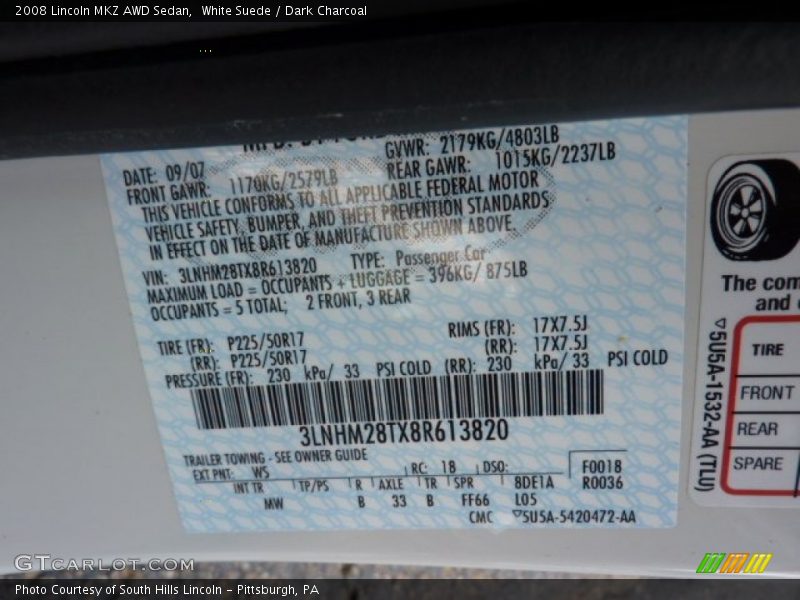 2008 Lincoln MKZ AWD Sedan, White Suede / Dark Charcoal
DATE: 09/07 GVWR: 2179KG/4803LB
FRONT GAWR: 1170KG/2579LB REAR GAWR: 1015KG/2237LB
THIS VEHICLE CONFORMS TO ALL APPLICABLE FEDERAL MOTOR
VEHICLE SAFETY, BUMPER, AND THEFT PREVENTION STANDARDS
IN EFFECT ON THE DATE OF MANUFACTURE SHOWN ABOVE.
VIN: 3LNHM28TX8R613820 TYPE: Passenger Car
MAXIMUM LOAD = OCCUPANTS + LUGGAGE = 396KG/ 875LB
OCCUPANTS = 5 TOTAL; 2 FRONT, 3 REAR
TIRE (FR): P225/50R17 RIMS (FR): 17X7.5J
(RR): P225/50R17 (RR): 17X7.5J
PRESSURE (FR): 230 kPa/ 33 PSI COLD (RR): 230 kPa/ 33 PSI COLD
3LNHM28TX8R613820
TRAILER TOWING - SEE OWNER GUIDE
EXT PNT: WS RC: 18 DSO: F0018
INT TR TP/PS R AXLE TR SPR 8DE1A R0036
MW B 33 B FF66 L05
CMC ▽5U5A-5420472-AA
The com
and
▽5U5A-1532-AA (TLU)
TIRE
FRONT
REAR
SPARE
GTCARLOT.COM
Photo Courtesy of South Hills Lincoln - Pittsburgh, PA